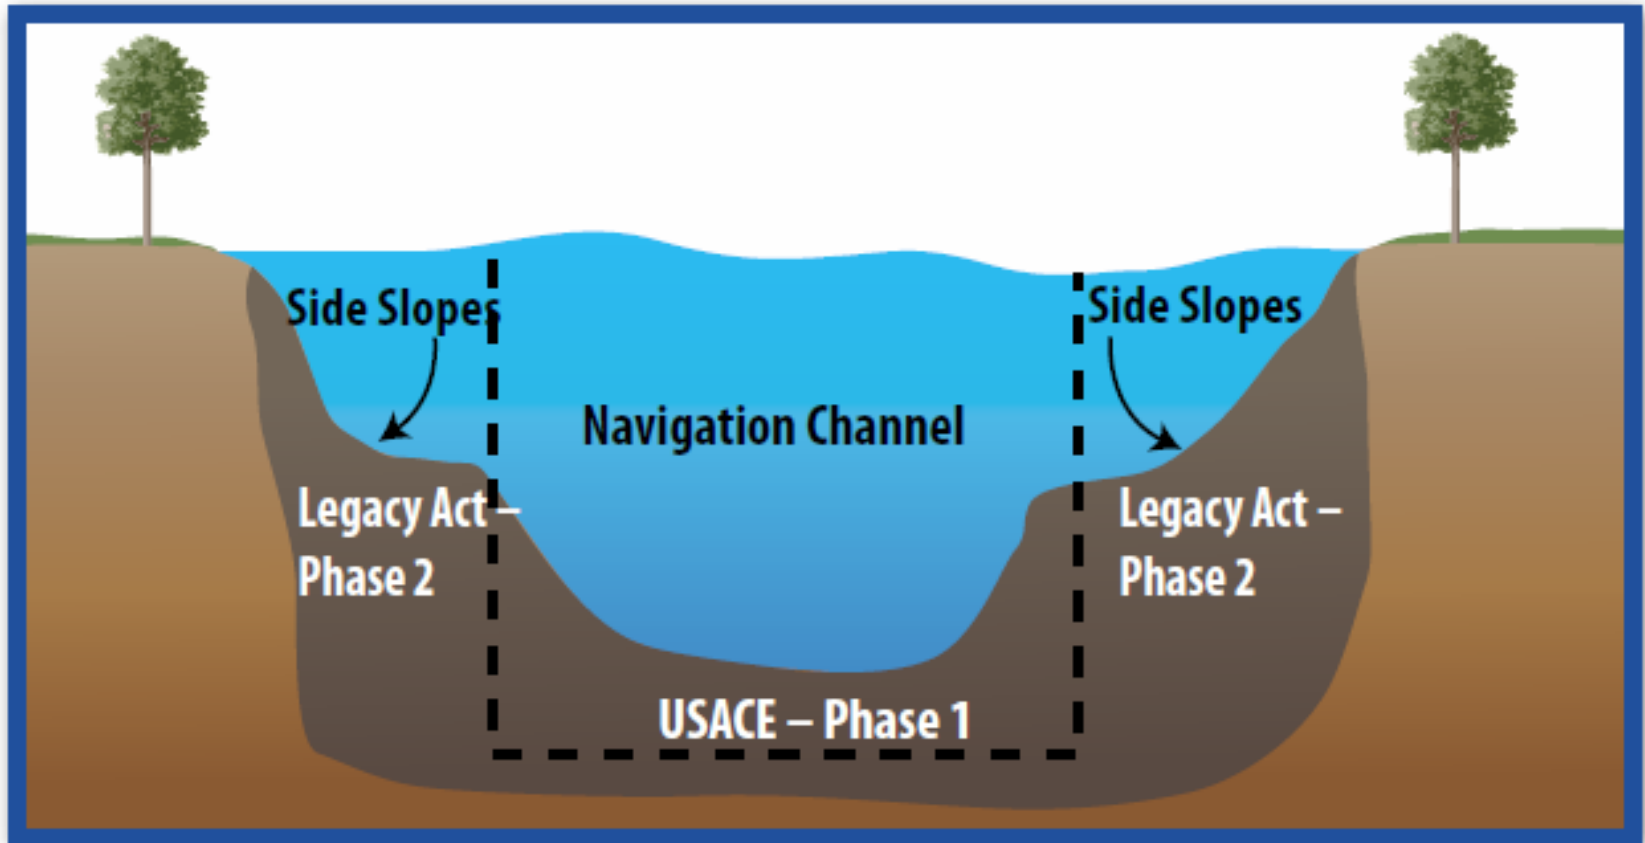 Side Slopes
Side Slopes
Navigation Channel
Legacy Act –
Phase 2
Legacy Act –
Phase 2
USACE – Phase 1